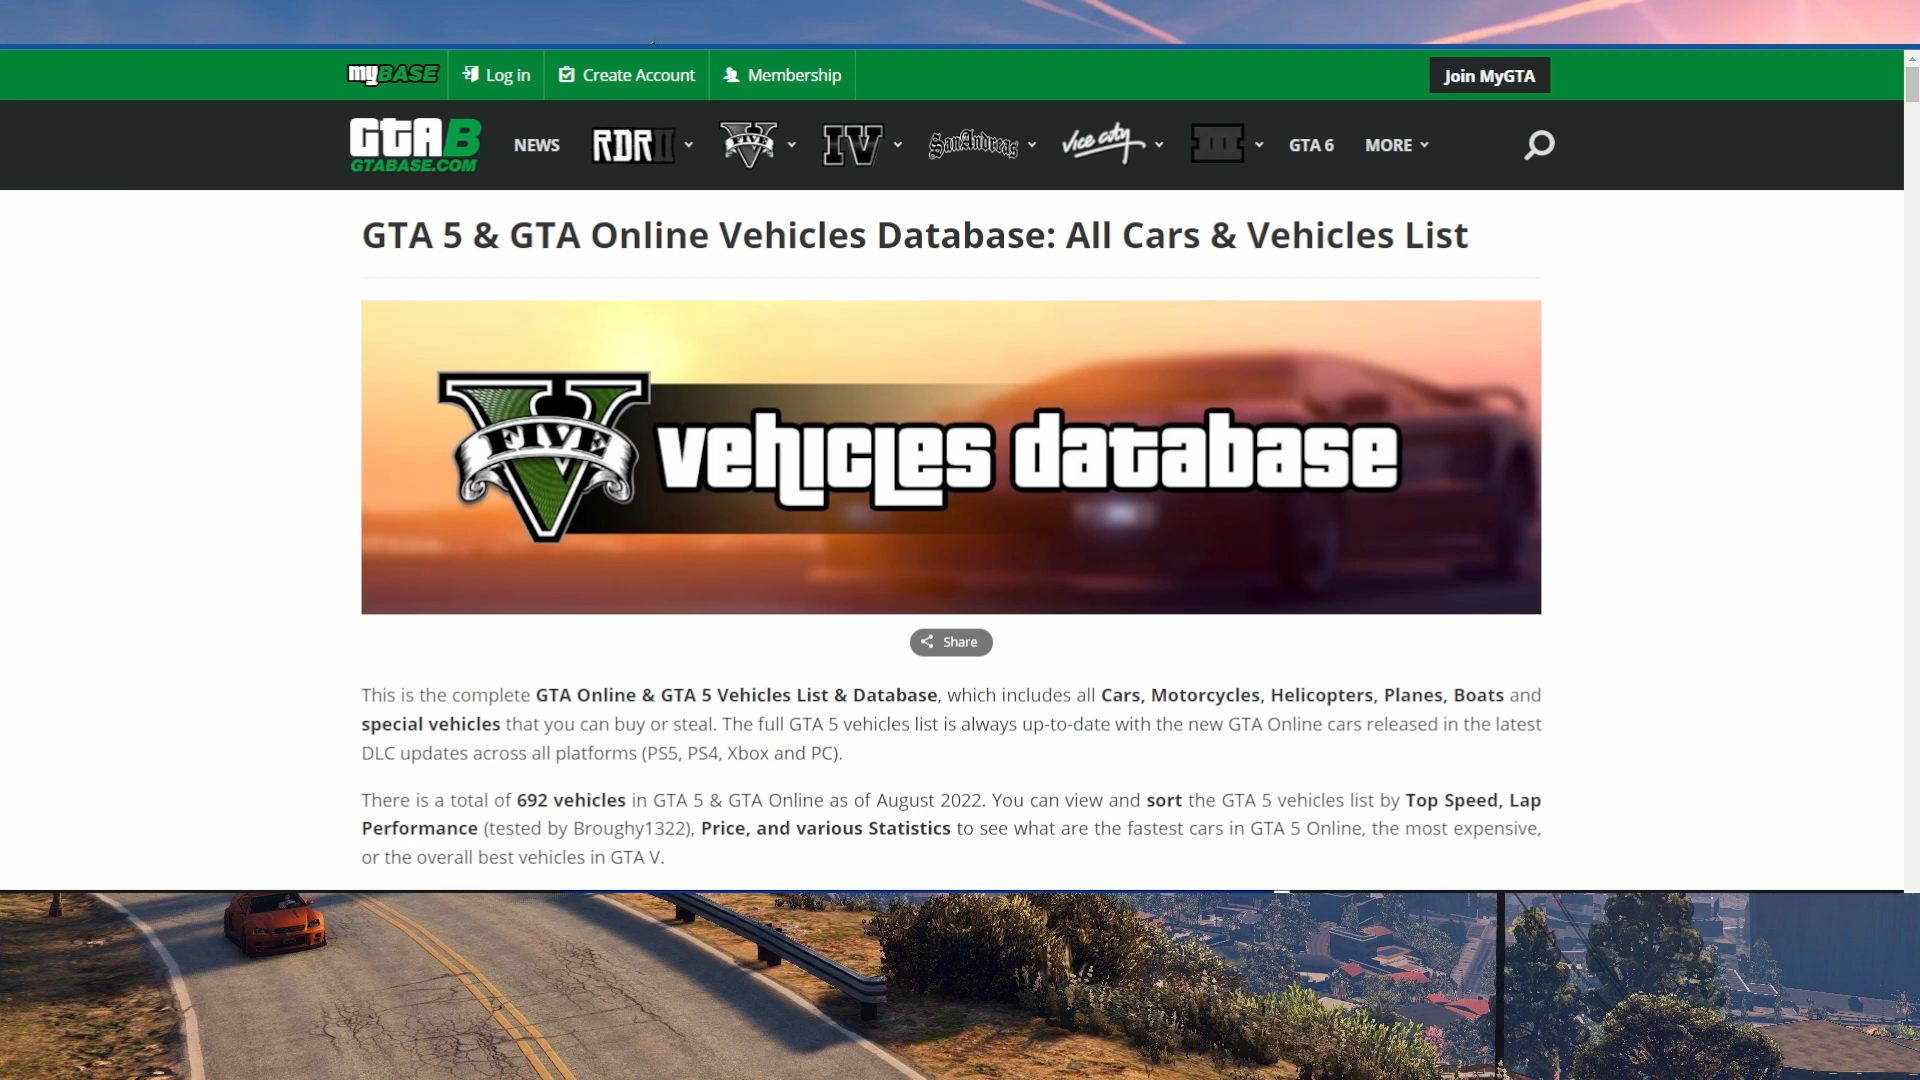 myBASE Log in Create Account Membership Join MyGTA
GTAB
GTABASE.COM
NEWS RDR II FIVE IV San Andreas Vice City III GTA 6 MORE
GTA 5 & GTA Online Vehicles Database: All Cars & Vehicles List
FIVE vehicles database
Share
This is the complete GTA Online & GTA 5 Vehicles List & Database, which includes all Cars, Motorcycles, Helicopters, Planes, Boats and
special vehicles that you can buy or steal. The full GTA 5 vehicles list is always up-to-date with the new GTA Online cars released in the latest
DLC updates across all platforms (PS5, PS4, Xbox and PC).
There is a total of 692 vehicles in GTA 5 & GTA Online as of August 2022. You can view and sort the GTA 5 vehicles list by Top Speed, Lap
Performance (tested by Broughy1322), Price, and various Statistics to see what are the fastest cars in GTA 5 Online, the most expensive,
or the overall best vehicles in GTA V.